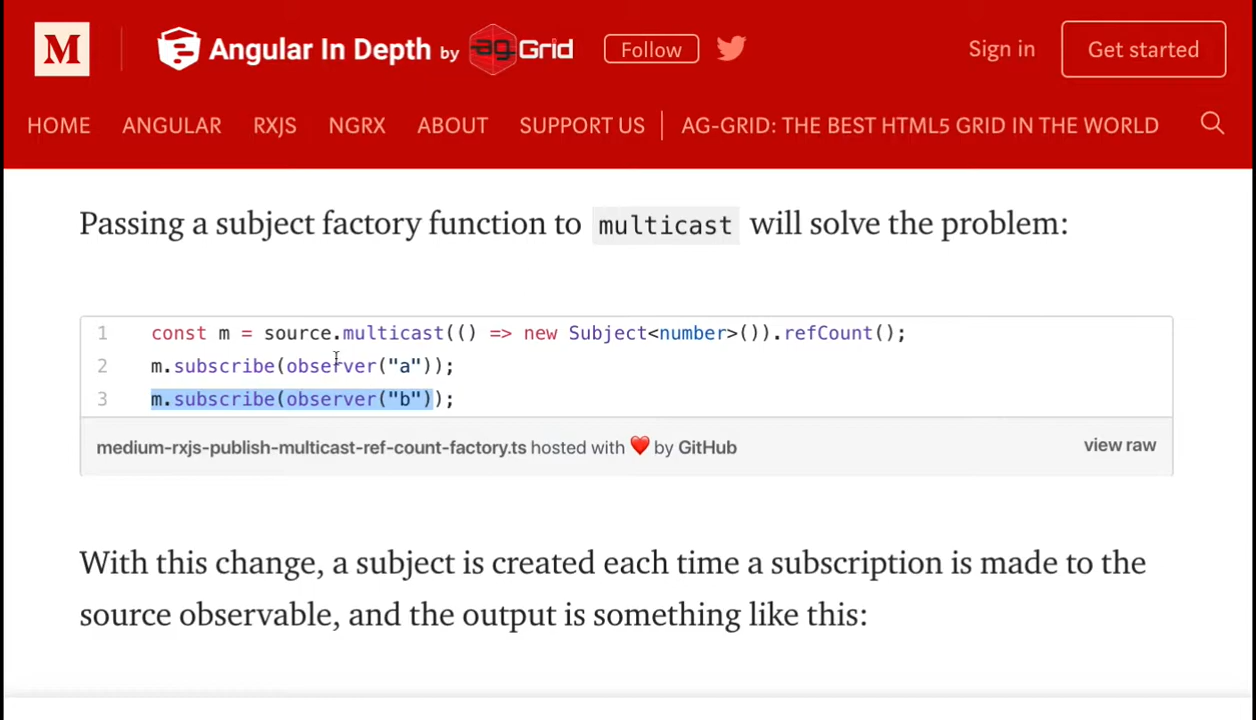 M Angular In Depth by ag-Grid Follow Sign in Get started
HOME ANGULAR RXJS NGRX ABOUT SUPPORT US AG-GRID: THE BEST HTML5 GRID IN THE WORLD
Passing a subject factory function to multicast will solve the problem:
1 const m = source.multicast(() => new Subject<number>()).refCount();
2 m.subscribe(observer("a"));
3 m.subscribe(observer("b"));
medium-rxjs-publish-multicast-ref-count-factory.ts hosted with ❤️ by GitHub view raw
With this change, a subject is created each time a subscription is made to the
source observable, and the output is something like this: